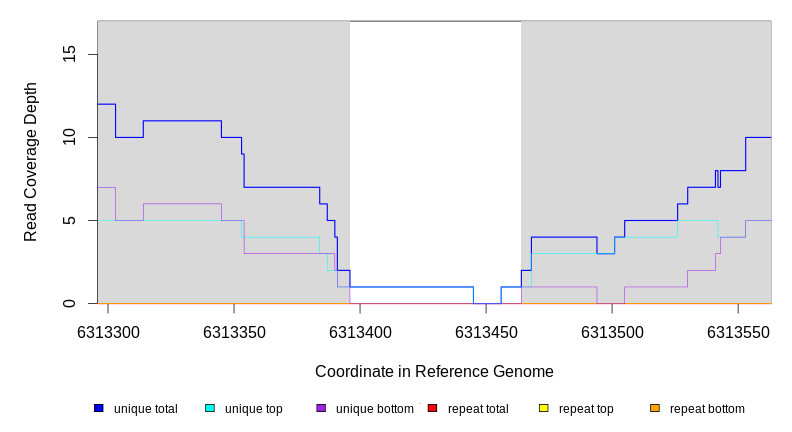 Read Coverage Depth
15
10
5
0
6313300 6313350 6313400 6313450 6313500 6313550
Coordinate in Reference Genome
unique total unique top unique bottom repeat total repeat top repeat bottom